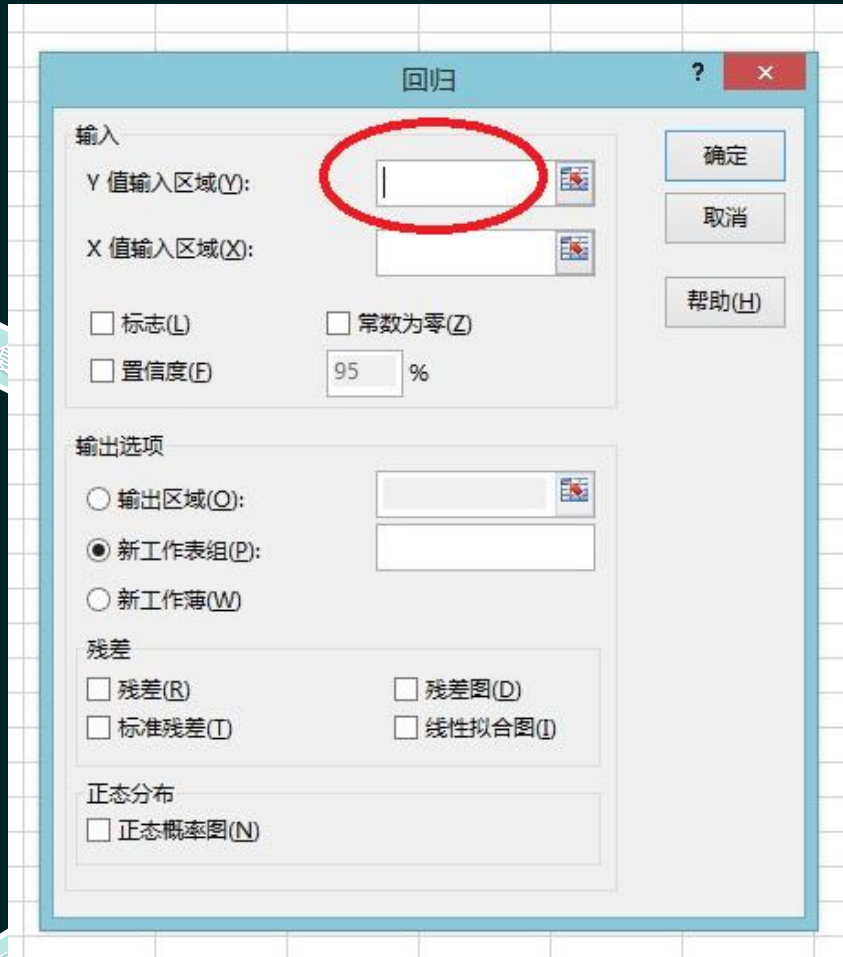 回归
?
×
输入
Y 值输入区域(Y):
确定
取消
X 值输入区域(X):
帮助(H)
标志(L) 常数为零(Z)
置信度(F) 95 %
输出选项
输出区域(O):
新工作表组(P):
新工作薄(W)
残差
残差(R) 残差图(D)
标准残差(T) 线性拟合图(I)
正态分布
正态概率图(N)